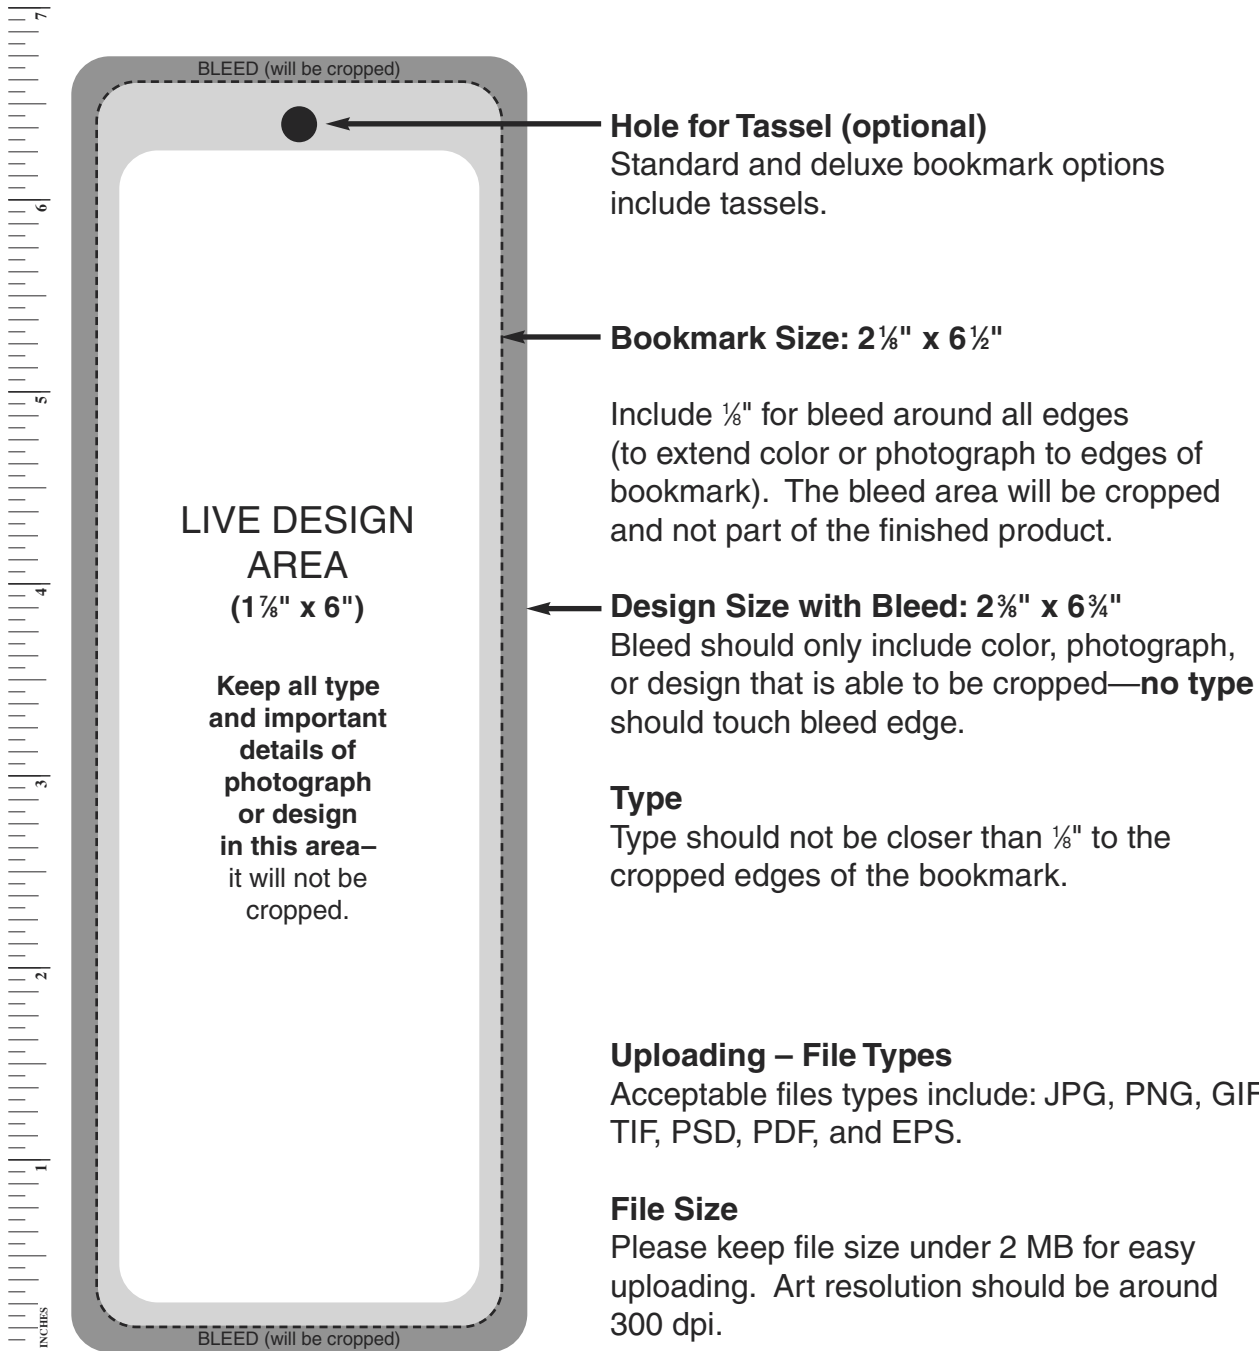 7
6
5
4
3
2
1
INCHES
BLEED (will be cropped)
LIVE DESIGN
AREA
(1⅞" x 6")
Keep all type
and important
details of
photograph
or design
in this area–
it will not be
cropped.
BLEED (will be cropped)
Hole for Tassel (optional)
Standard and deluxe bookmark options
include tassels.
Bookmark Size: 2⅛" x 6½"
Include ⅛" for bleed around all edges
(to extend color or photograph to edges of
bookmark). The bleed area will be cropped
and not part of the finished product.
Design Size with Bleed: 2⅜" x 6¾"
Bleed should only include color, photograph,
or design that is able to be cropped—no type
should touch bleed edge.
Type
Type should not be closer than ⅛" to the
cropped edges of the bookmark.
Uploading – File Types
Acceptable files types include: JPG, PNG, GIF
TIF, PSD, PDF, and EPS.
File Size
Please keep file size under 2 MB for easy
uploading. Art resolution should be around
300 dpi.